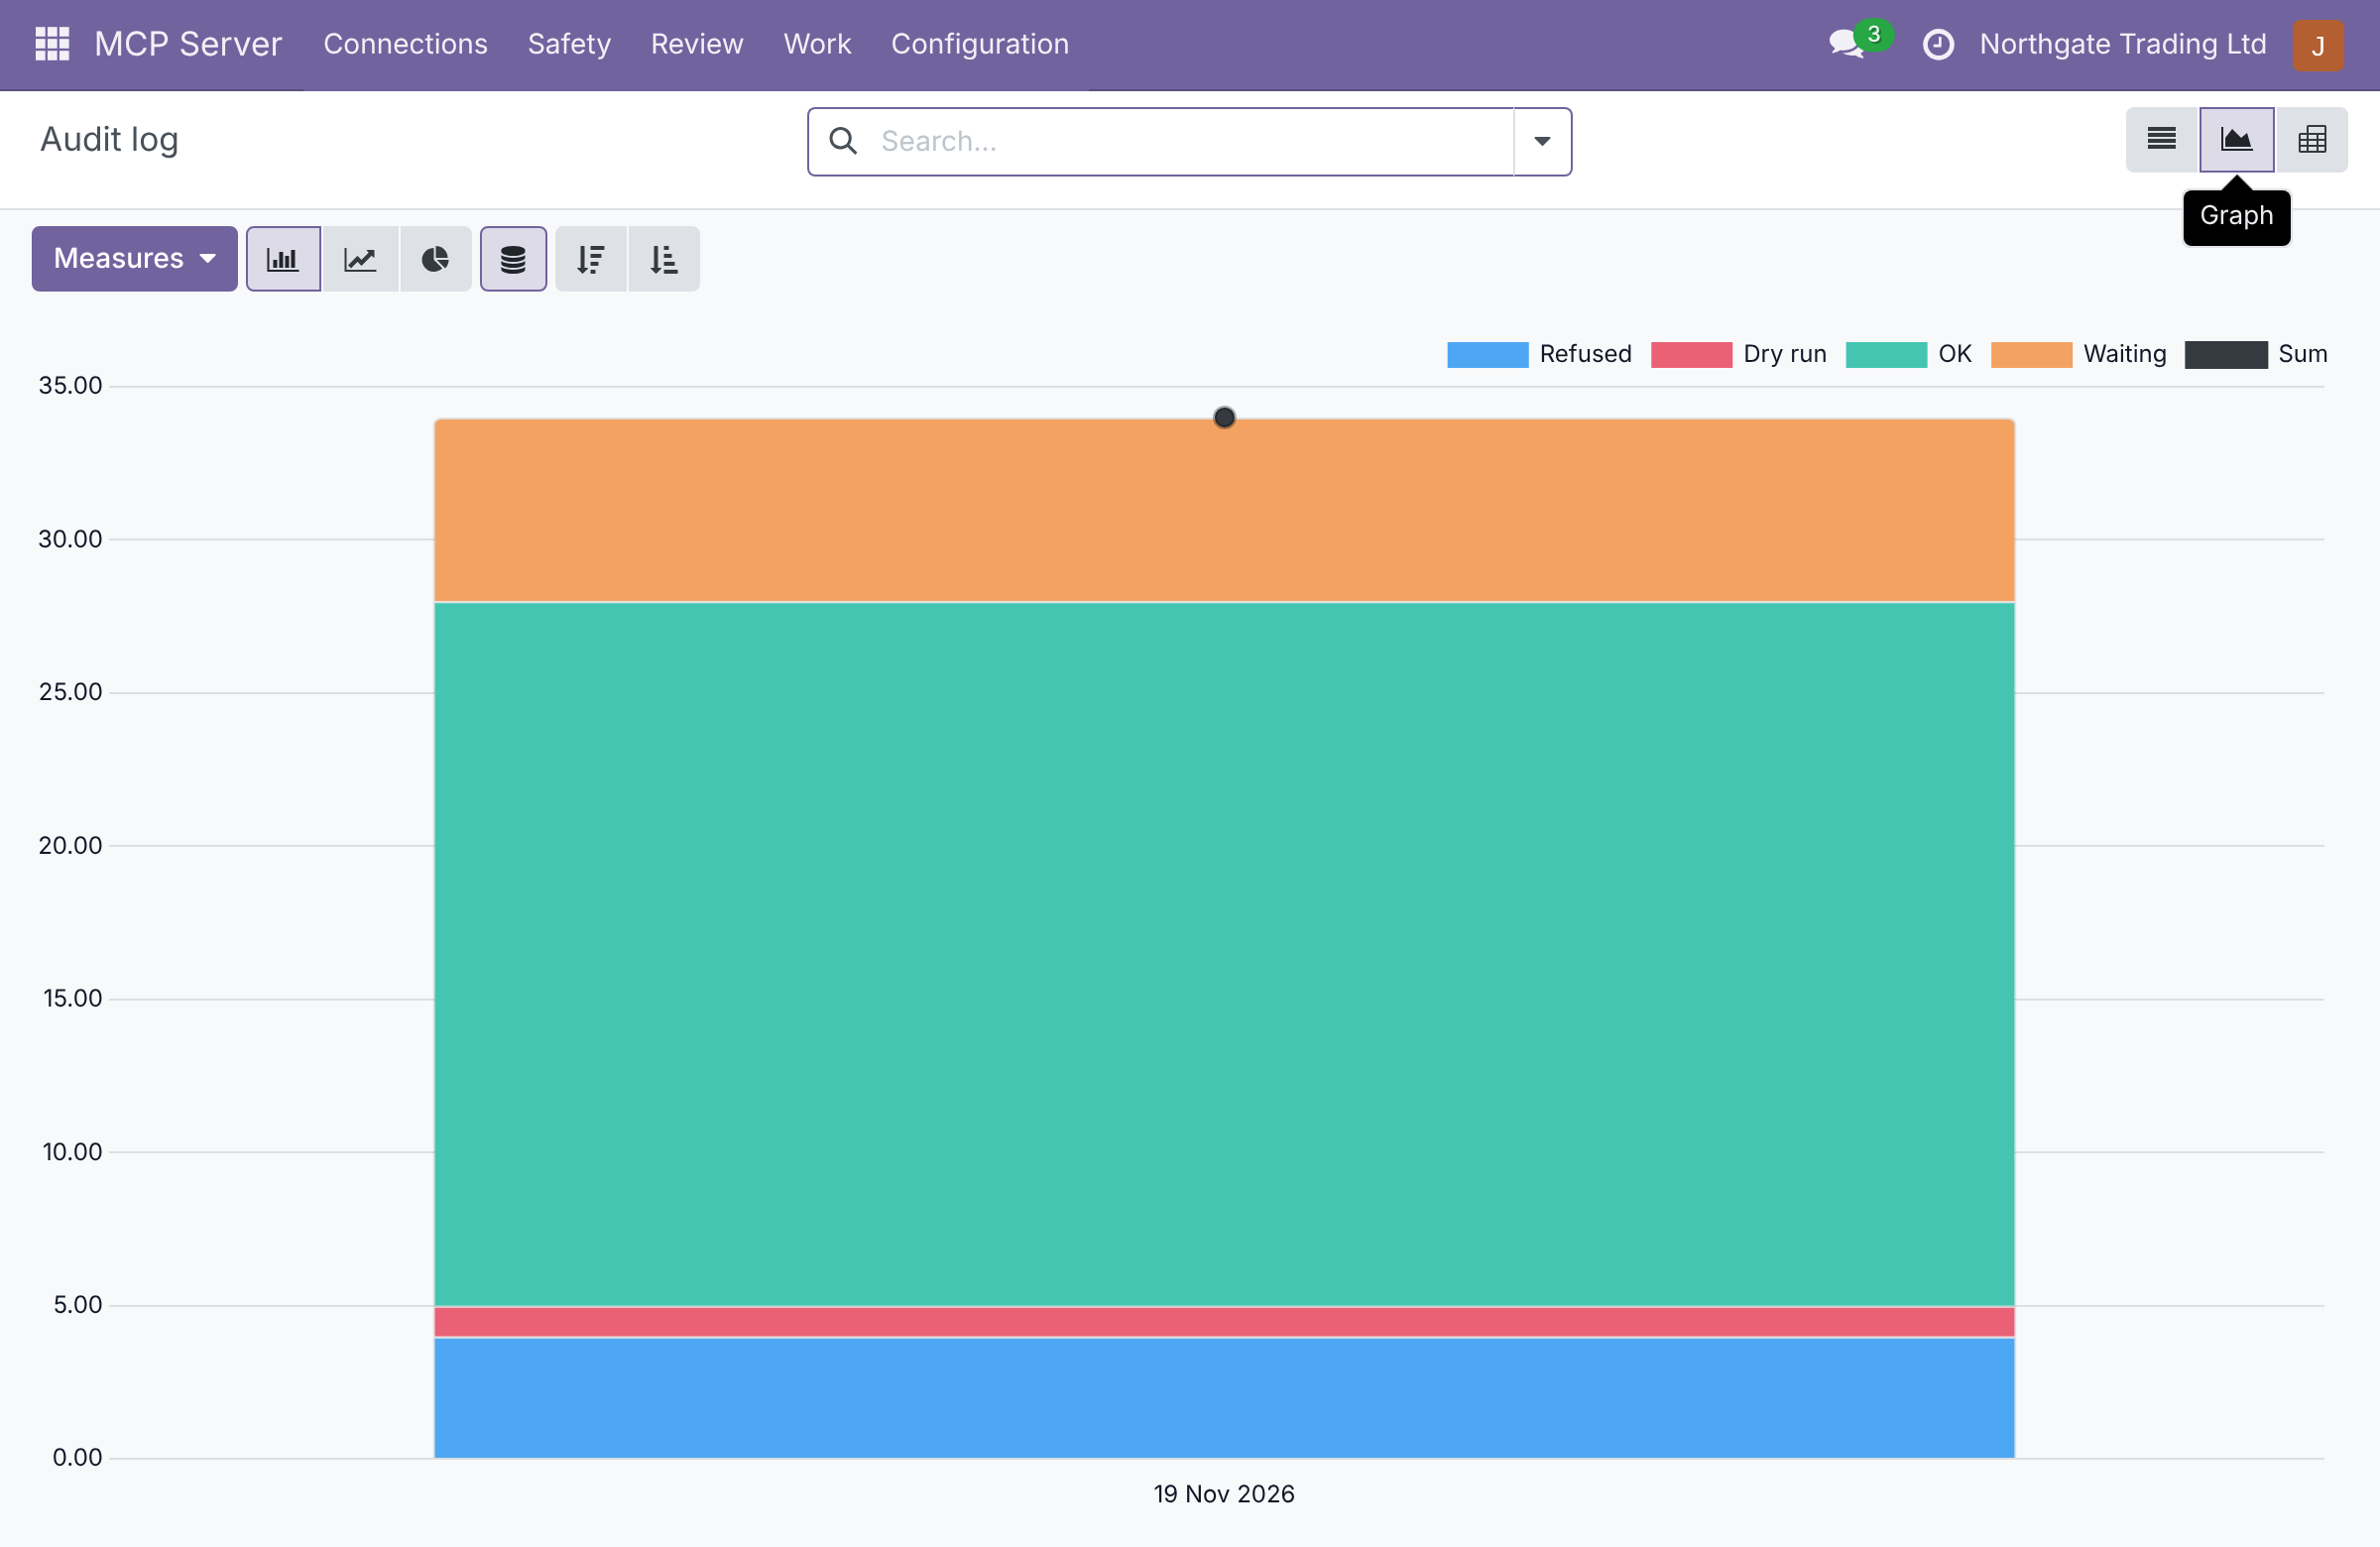 MCP Server Connections Safety Review Work Configuration 3 Northgate Trading Ltd J
Audit log Search...
Graph
Measures
Refused Dry run OK Waiting Sum
35.00
30.00
25.00
20.00
15.00
10.00
5.00
0.00
19 Nov 2026